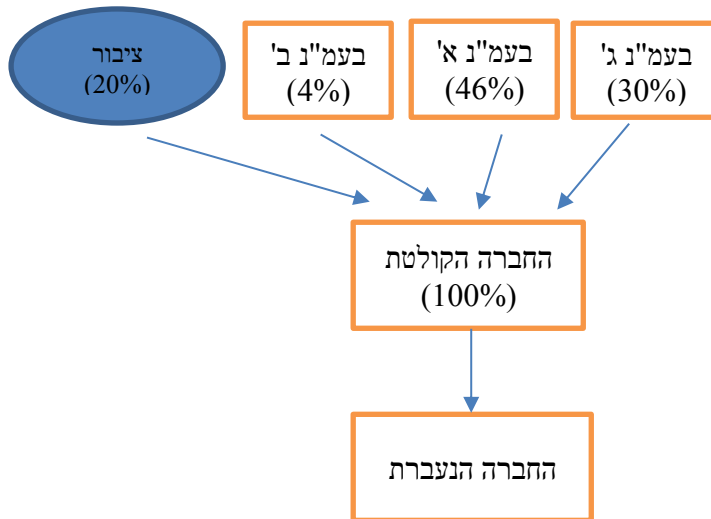 בעמ"נ ג'
(30%)
בעמ"נ א'
(46%)
בעמ"נ ב'
(4%)
ציבור
(20%)
החברה הקולטת
(100%)
החברה הנעברת